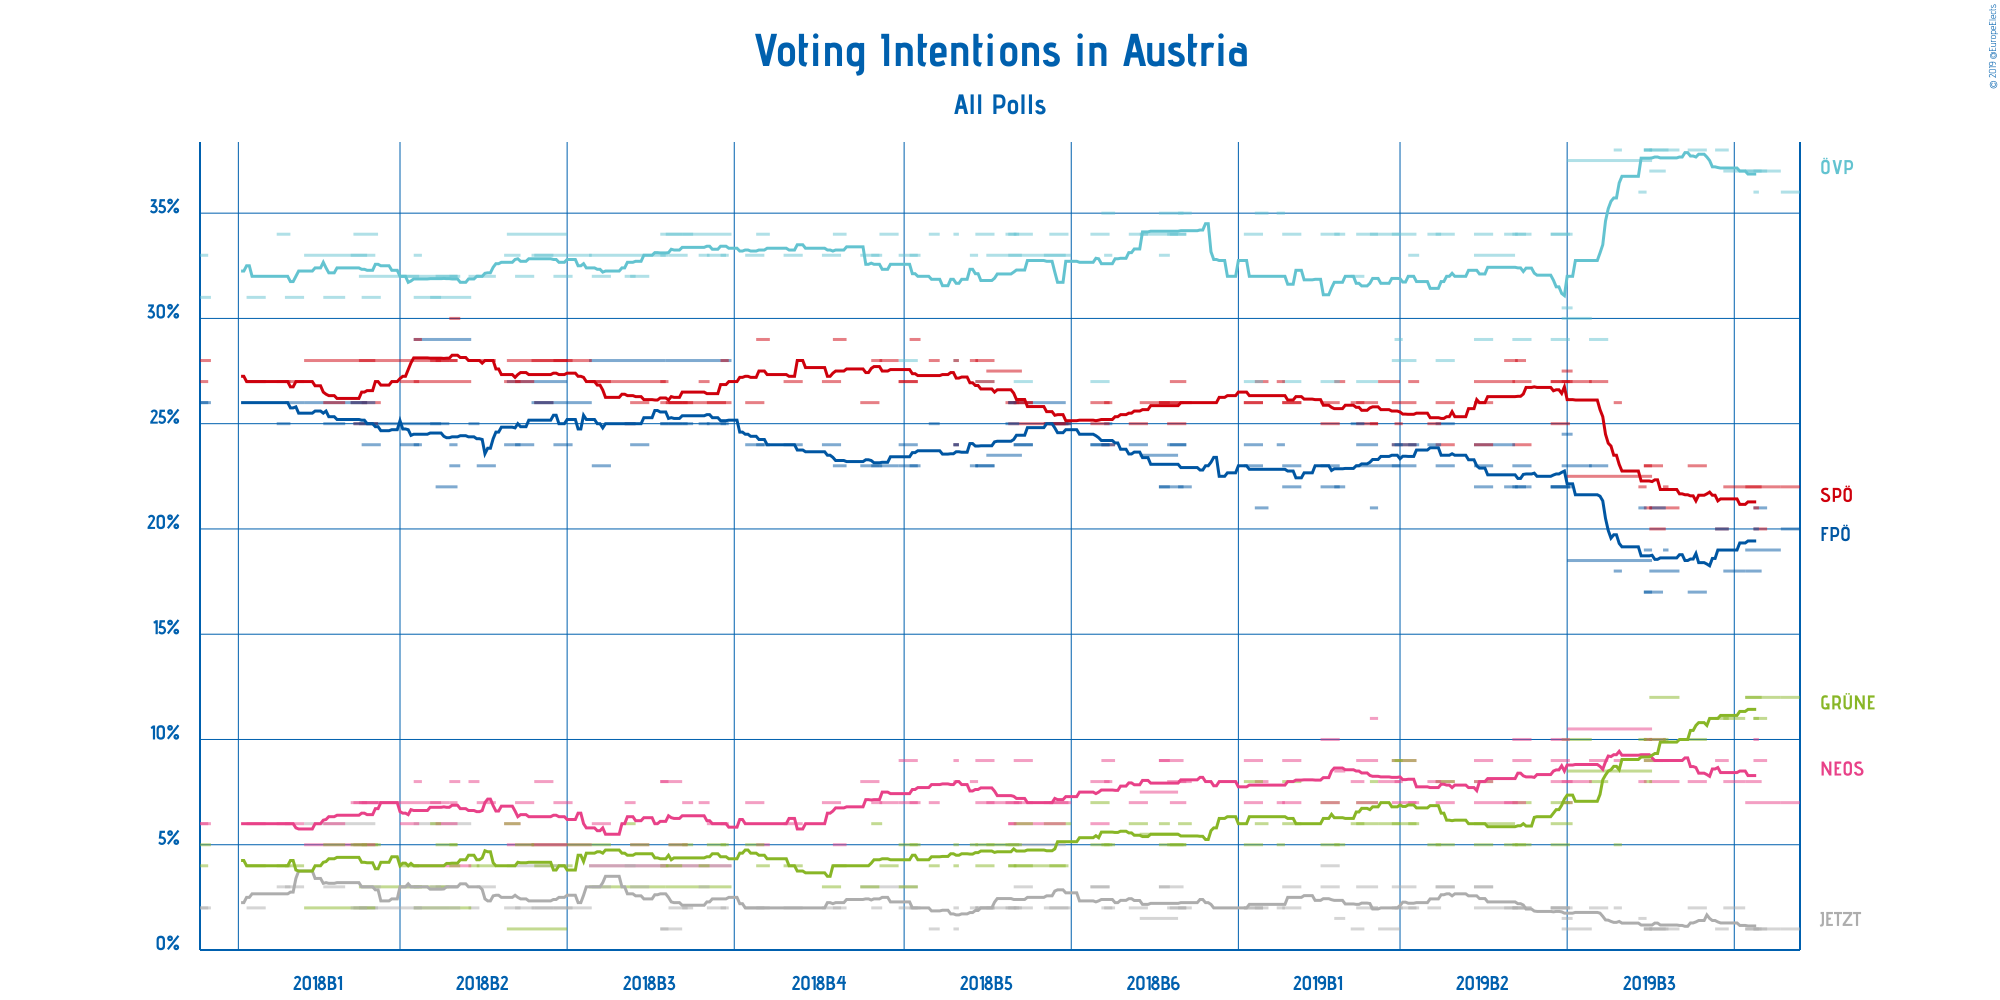 © 2019 @EuropeElects
Voting Intentions in Austria
All Polls
ÖVP
35%
30%
25%
SPÖ
20%
FPÖ
15%
GRÜNE
10%
NEOS
5%
JETZT
0%
2018B1 2018B2 2018B3 2018B4 2018B5 2018B6 2019B1 2019B2 2019B3